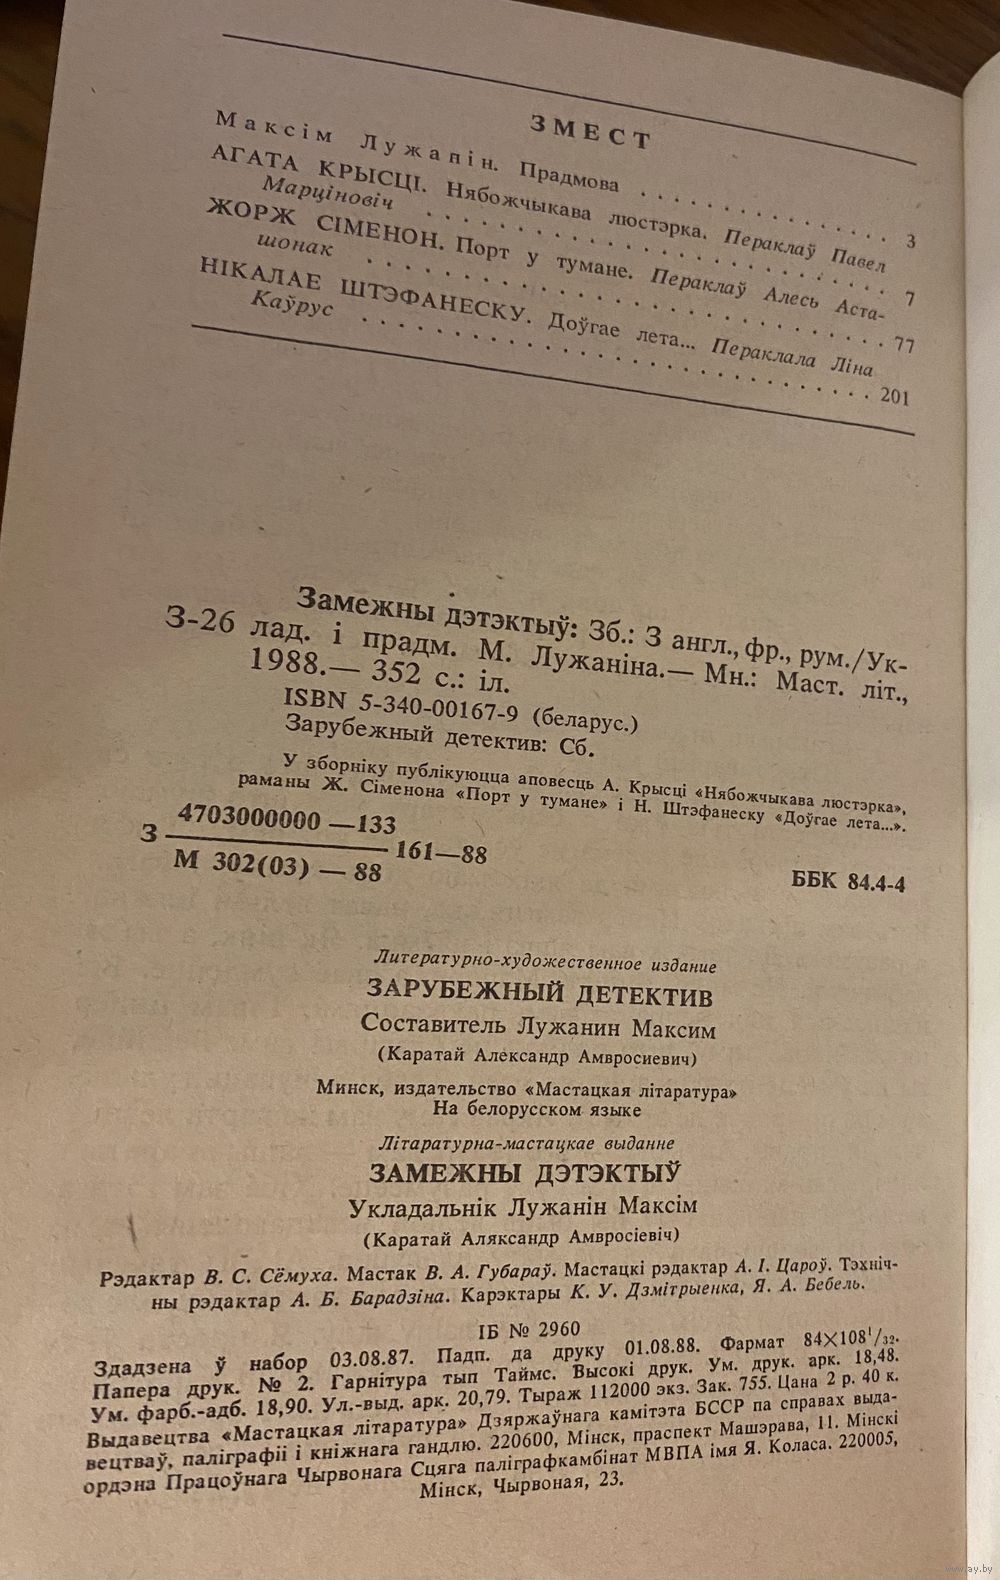 ЗМЕСТ
Максім Лужанін. Прадмова . . . . . . . . . . . . . . . 3
АГАТА КРЫСЦІ. Нябожчыкава люстэрка. Пераклаў Павел
Марціновіч . . . . . . . . . . . . . . . . . . . . . . . . . 7
ЖОРЖ СІМЕНОН. Порт у тумане. Пераклаў Алесь Аста-
шонак . . . . . . . . . . . . . . . . . . . . . . . . . . . 77
НІКАЛАЕ ШТЭФАНЕСКУ. Доўгае лета... Пераклала Ліна
Каўрус . . . . . . . . . . . . . . . . . . . . . . . . . . 201
Замежны дэтэктыў: Зб.: З англ., фр., рум./Ук-
З-26 лад. і прадм. М. Лужаніна.— Мн.: Маст. літ.,
1988.— 352 с.: іл.
ISBN 5-340-00167-9 (беларус.)
Зарубежный детектив: Сб.
У зборніку публікуюцца аповесць А. Крысці «Нябожчыкава люстэрка»,
раманы Ж. Сіменона «Порт у тумане» і Н. Штэфанеску «Доўгае лета...».
4703000000 —133
З 161—88
М 302(03) — 88
ББК 84.4-4
Литературно-художественное издание
ЗАРУБЕЖНЫЙ ДЕТЕКТИВ
Составитель Лужанин Максим
(Каратай Александр Амвросиевич)
Минск, издательство «Мастацкая літаратура»
На белорусском языке
Літаратурна-мастацкае выданне
ЗАМЕЖНЫ ДЭТЭКТЫЎ
Укладальнік Лужанін Максім
(Каратай Аляксандр Амвросіевіч)
Рэдактар В. С. Сёмуха. Мастак В. А. Губараў. Мастацкі рэдактар А. І. Цароў. Тэхніч-
ны рэдактар А. Б. Барадзіна. Карэктары К. У. Дзмітрыенка, Я. А. Бебель.
ІБ № 2960
Здадзена ў набор 03.08.87. Падп. да друку 01.08.88. Фармат 84×108 1/32.
Папера друк. № 2. Гарнітура тып Таймс. Высокі друк. Ум. друк. арк. 18,48.
Ум. фарб.-адб. 18,90. Ул.-выд. арк. 20,79. Тыраж 112000 экз. Зак. 755. Цана 2 р. 40 к.
Выдавецтва «Мастацкая літаратура» Дзяржаўнага камітэта БССР па справах выда-
вецтваў, паліграфіі і кніжнага гандлю. 220600, Мінск, праспект Машэрава, 11. Мінскі
ордэна Працоўнага Чырвонага Сцяга паліграфкамбінат МВПА імя Я. Коласа. 220005,
Мінск, Чырвоная, 23.
www.ay.by